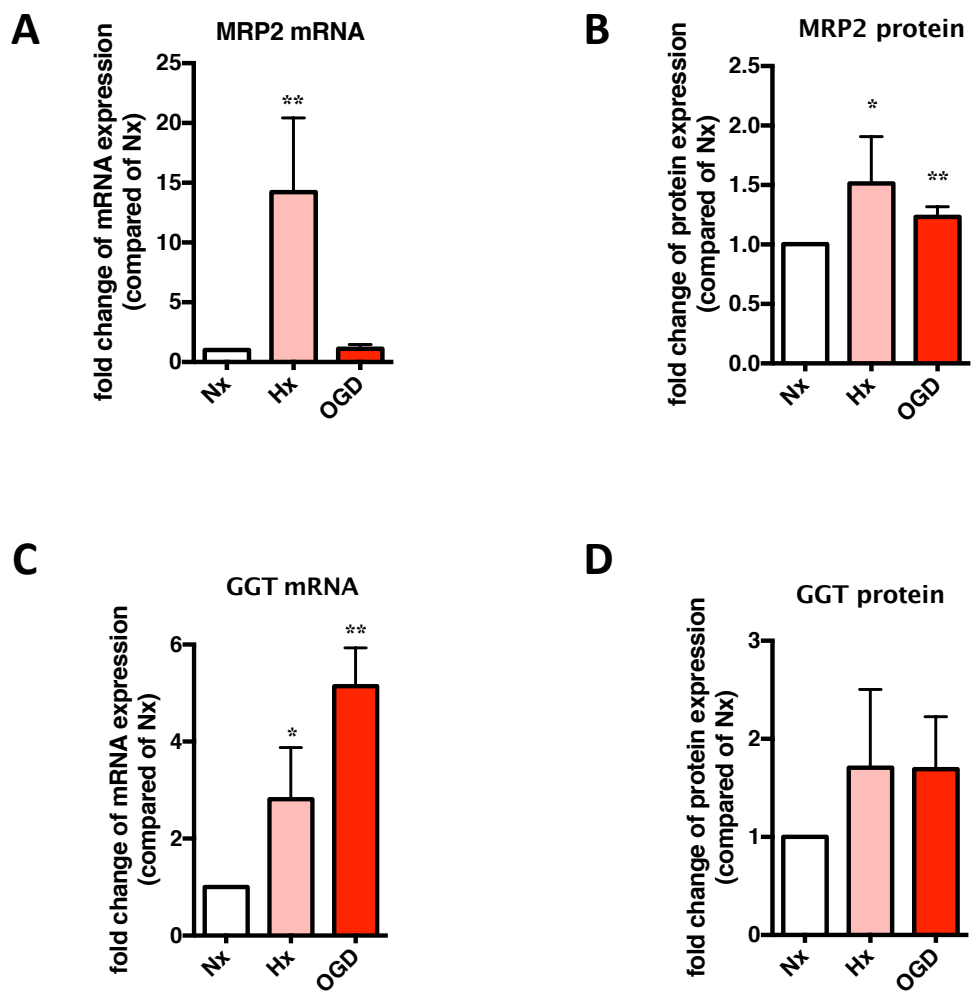 A
MRP2 mRNA
fold change of mRNA expression
(compared of Nx)
25
20
15
10
5
0
**
Nx
Hx
OGD
B
MRP2 protein
fold change of protein expression
(compared of Nx)
2.5
2.0
1.5
1.0
0.5
0.0
*
**
Nx
Hx
OGD
C
GGT mRNA
fold change of mRNA expression
(compared of Nx)
6
4
2
0
*
**
Nx
Hx
OGD
D
GGT protein
fold change of protein expression
(compared of Nx)
3
2
1
0
Nx
Hx
OGD